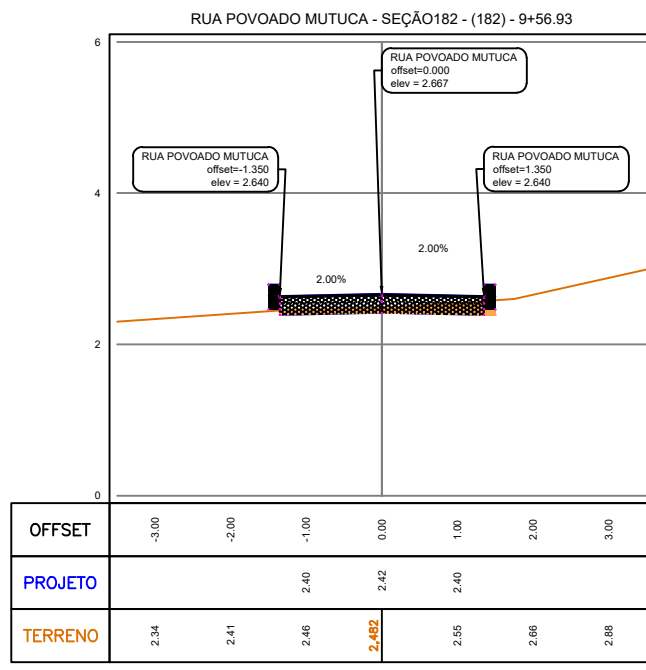 RUA POVOADO MUTUCA - SEÇÃO182 - (182) - 9+56.93
6
RUA POVOADO MUTUCA
offset=0.000
elev = 2.667
RUA POVOADO MUTUCA
offset=-1.350
elev = 2.640
RUA POVOADO MUTUCA
offset=1.350
elev = 2.640
4
2.00%
2.00%
2
0
OFFSET -3.00 -2.00 -1.00 0.00 1.00 2.00 3.00
PROJETO 2.40 2.42 2.40
TERRENO 2.34 2.41 2.46 2,482 2.55 2.66 2.88